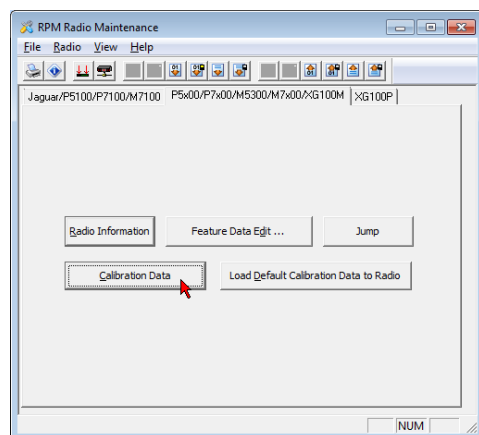 RPM Radio Maintenance
File Radio View Help
Jaguar/P5100/P7100/M7100 P5x00/P7x00/M5300/M7x00/XG100M XG100P
Radio Information Feature Data Edit ... Jump
Calibration Data Load Default Calibration Data to Radio
NUM